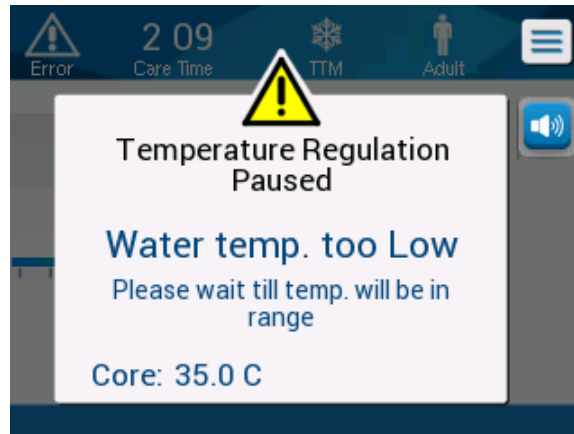 2 09
Error Care Time TTM Adult
Temperature Regulation
Paused
Water temp. too Low
Please wait till temp. will be in
range
Core: 35.0 C